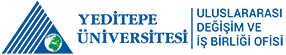 YEDİTEPE
ÜNİVERSİTESİ
ULUSLARARASI
DEĞİŞİM VE
İŞ BİRLİĞİ OFİSİ